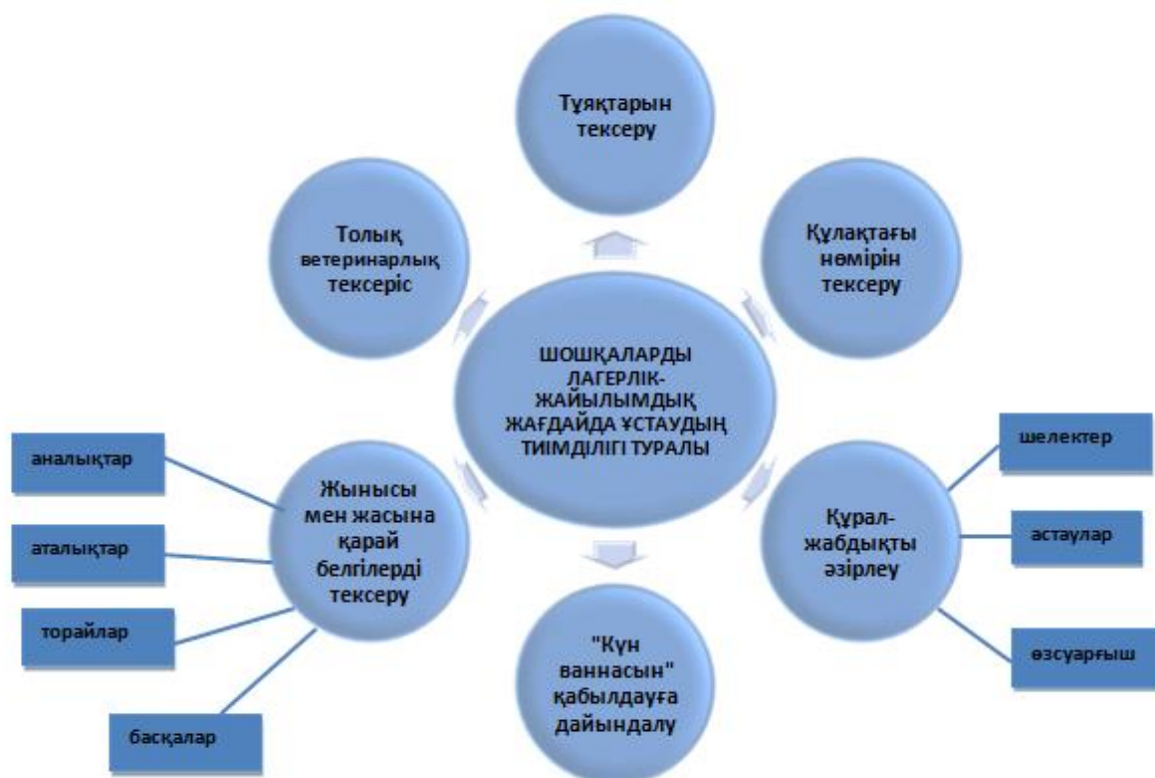 Тұяқтарын
тексеру
Толық
ветеринарлық
тексеріс
Құлақтағы
нөмірін
тексеру
ШОШҚАЛАРДЫ
ЛАГЕРЛІК-
ЖАЙЫЛЫМДЫҚ
ЖАҒДАЙДА ҰСТАУДЫҢ
ТИІМДІЛІГІ ТУРАЛЫ
Жынысы
мен жасына
қарай
белгілерді
тексеру
аналықтар
аталықтар
торайлар
басқалар
Құрал-
жабдықты
әзірлеу
шелектер
астаулар
өзсуарғыш
"Күн
ваннасын"
қабылдауға
дайындалу